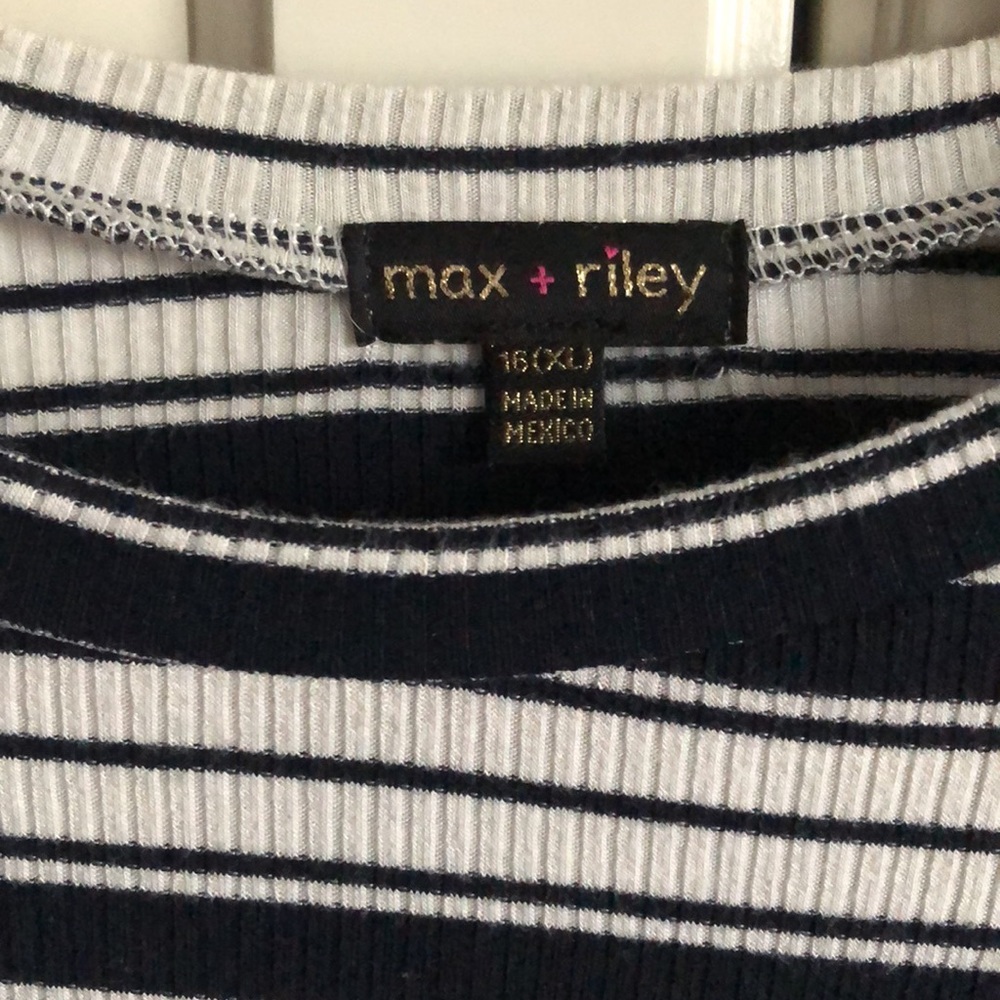 max + riley
16(XL)
MADE IN
MEXICO